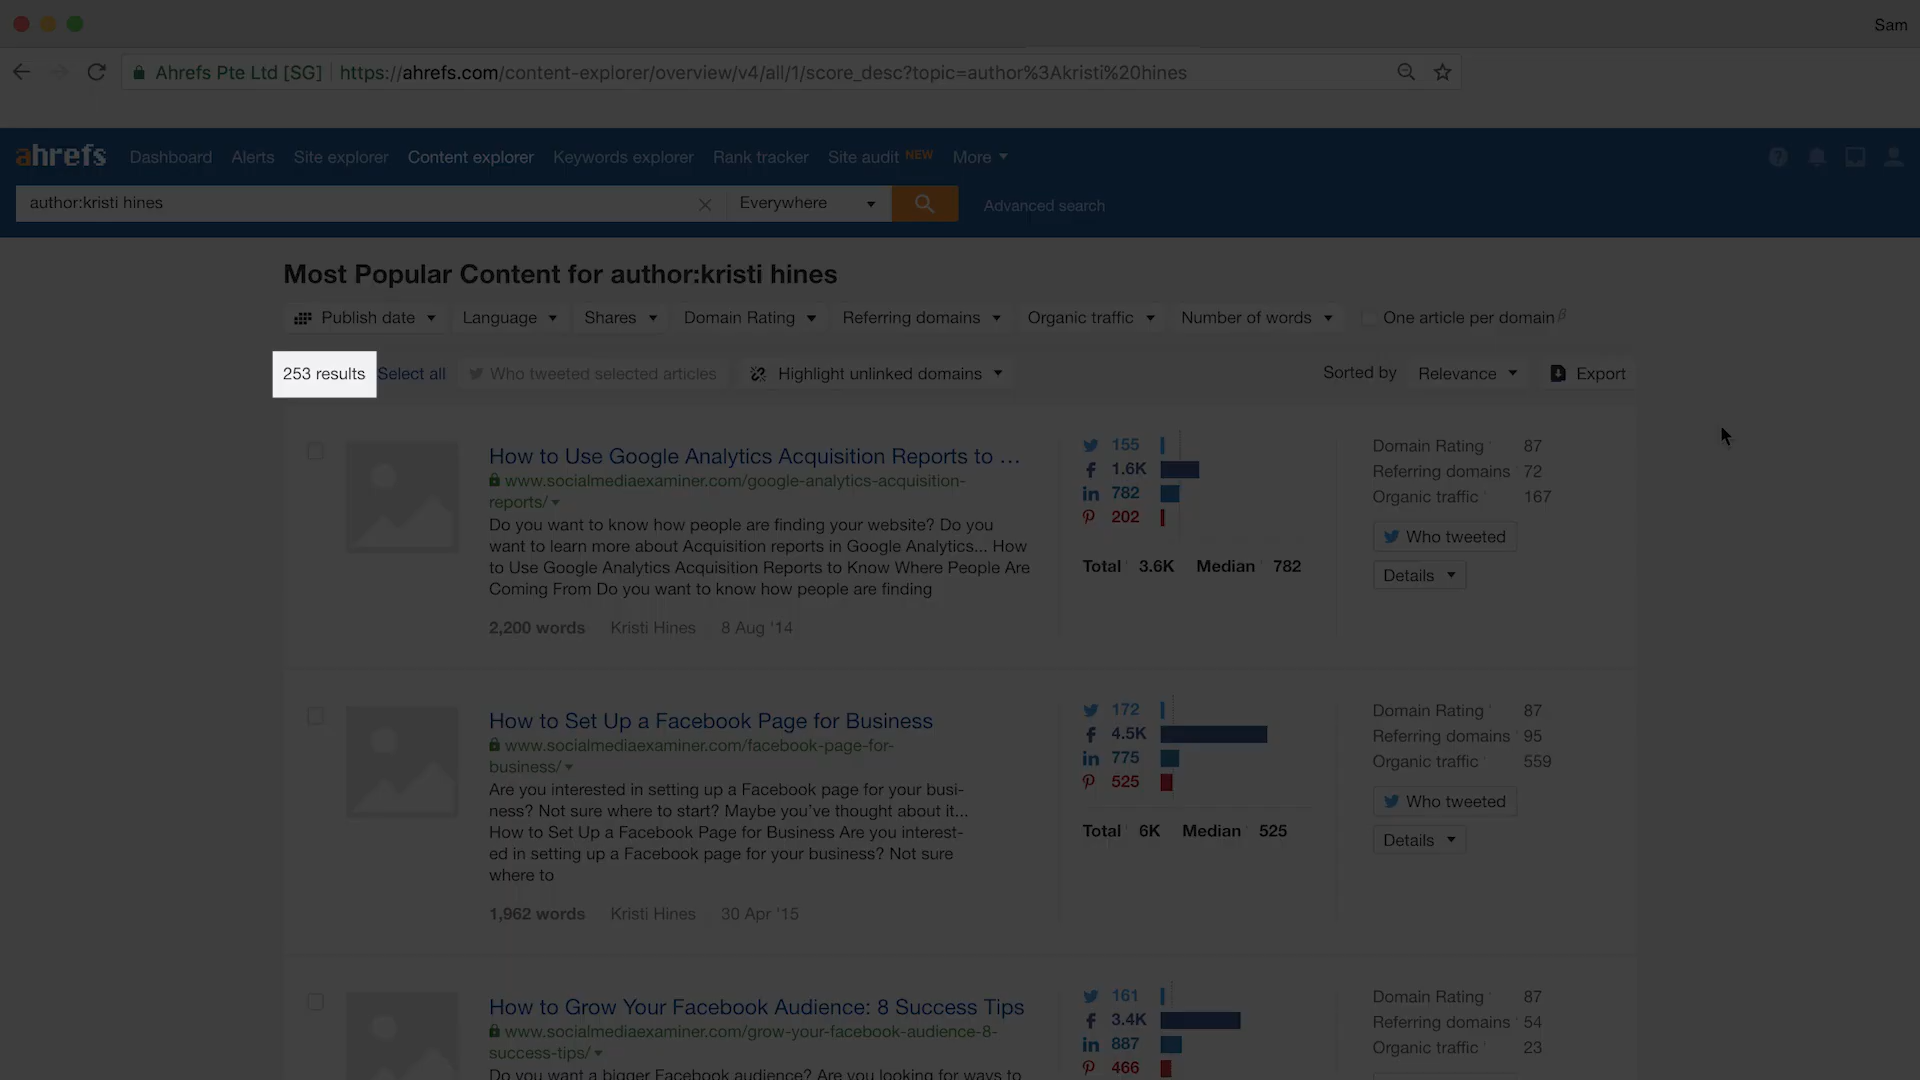 Sam
Ahrefs Pte Ltd [SG] https://ahrefs.com/content-explorer/overview/v4/all/1/score_desc?topic=author%3Akristi%20hines
ahrefs Dashboard Alerts Site explorer Content explorer Keywords explorer Rank tracker Site audit NEW More
author:kristi hines Everywhere Advanced search
Most Popular Content for author:kristi hines
Publish date Language Shares Domain Rating Referring domains Organic traffic Number of words One article per domain β
253 results Select all Who tweeted selected articles Highlight unlinked domains Sorted by Relevance Export
How to Use Google Analytics Acquisition Reports to ...
www.socialmediaexaminer.com/google-analytics-acquisition-
reports/
Do you want to know how people are finding your website? Do you
want to learn more about Acquisition reports in Google Analytics... How
to Use Google Analytics Acquisition Reports to Know Where People Are
Coming From Do you want to know how people are finding
2,200 words Kristi Hines 8 Aug '14
155
1.6K
782
202
Total 3.6K Median 782
Domain Rating 87
Referring domains 72
Organic traffic 167
Who tweeted
Details
How to Set Up a Facebook Page for Business
www.socialmediaexaminer.com/facebook-page-for-
business/
Are you interested in setting up a Facebook page for your busi-
ness? Not sure where to start? Maybe you've thought about it...
How to Set Up a Facebook Page for Business Are you interest-
ed in setting up a Facebook page for your business? Not sure
where to
1,962 words Kristi Hines 30 Apr '15
172
4.5K
775
525
Total 6K Median 525
Domain Rating 87
Referring domains 95
Organic traffic 559
Who tweeted
Details
How to Grow Your Facebook Audience: 8 Success Tips
www.socialmediaexaminer.com/grow-your-facebook-audience-8-
success-tips/
Do you want a bigger Facebook audience? Are you looking for ways to
161
3.4K
887
466
Domain Rating 87
Referring domains 54
Organic traffic 23